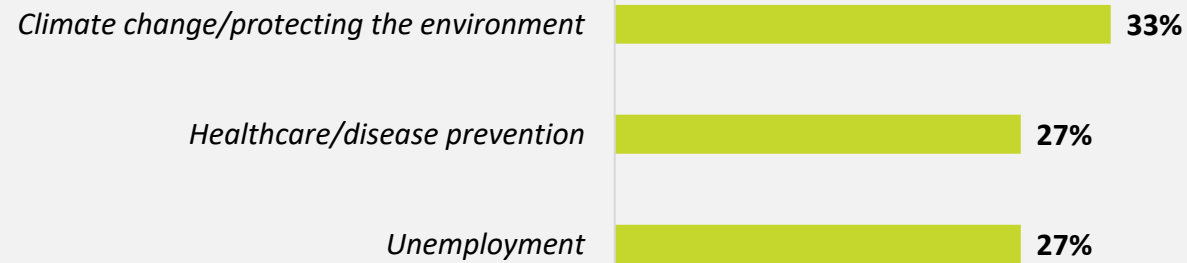 Climate change/protecting the environment 33%
Healthcare/disease prevention 27%
Unemployment 27%